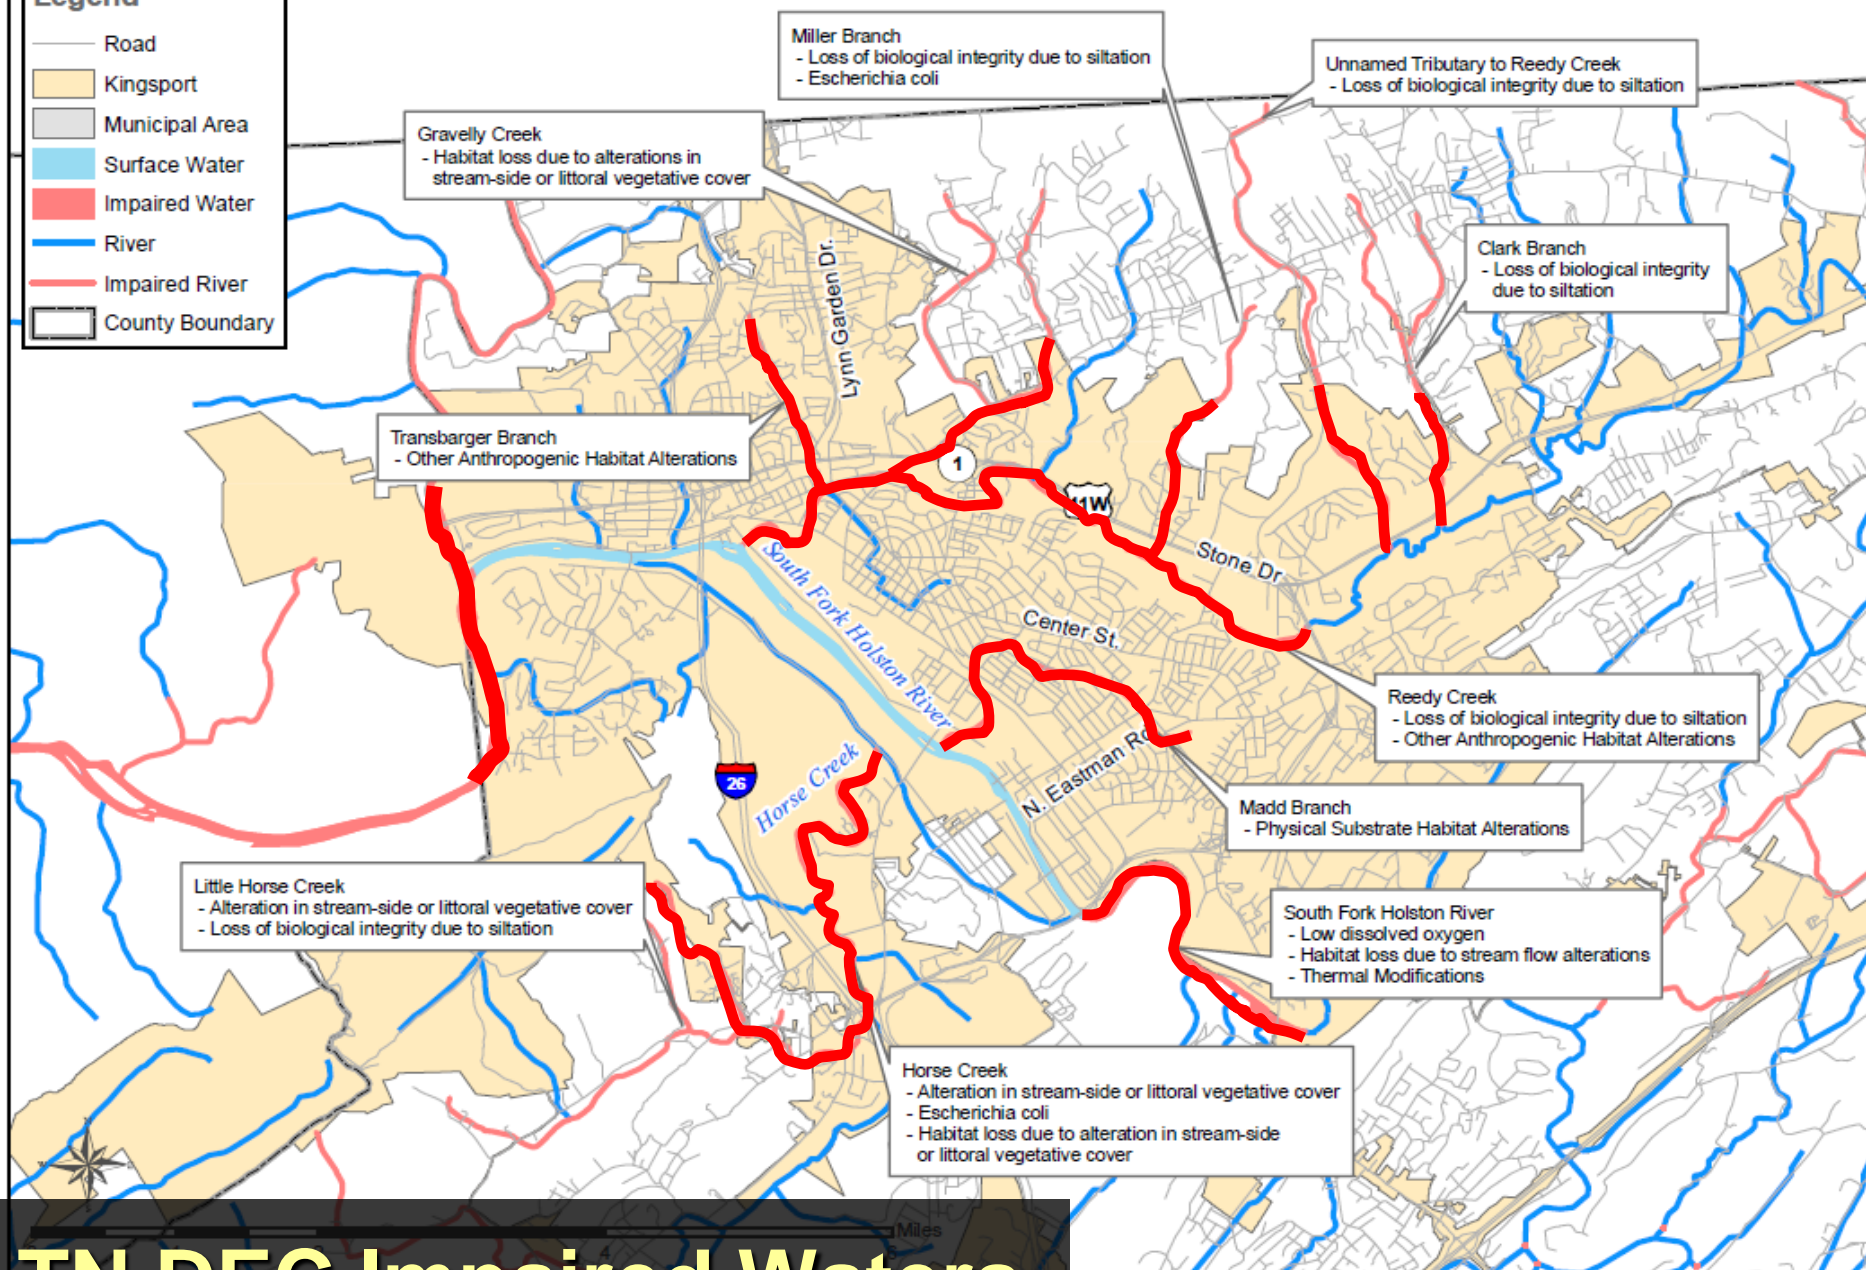 Legend
Road
Kingsport
Municipal Area
Surface Water
Impaired Water
River
Impaired River
County Boundary
Miller Branch
- Loss of biological integrity due to siltation
- Escherichia coli
Unnamed Tributary to Reedy Creek
- Loss of biological integrity due to siltation
Gravelly Creek
- Habitat loss due to alterations in
stream-side or littoral vegetative cover
Clark Branch
- Loss of biological integrity
due to siltation
Lynn Garden Dr.
Transbarger Branch
- Other Anthropogenic Habitat Alterations
1
41W
Stone Dr
South Fork Holston River
Center St.
Reedy Creek
- Loss of biological integrity due to siltation
- Other Anthropogenic Habitat Alterations
N. Eastman Rd
26
Horse Creek
Madd Branch
- Physical Substrate Habitat Alterations
Little Horse Creek
- Alteration in stream-side or littoral vegetative cover
- Loss of biological integrity due to siltation
South Fork Holston River
- Low dissolved oxygen
- Habitat loss due to stream flow alterations
- Thermal Modifications
Horse Creek
- Alteration in stream-side or littoral vegetative cover
- Escherichia coli
- Habitat loss due to alteration in stream-side
or littoral vegetative cover
Miles
4
TN DEC Impaired Waters